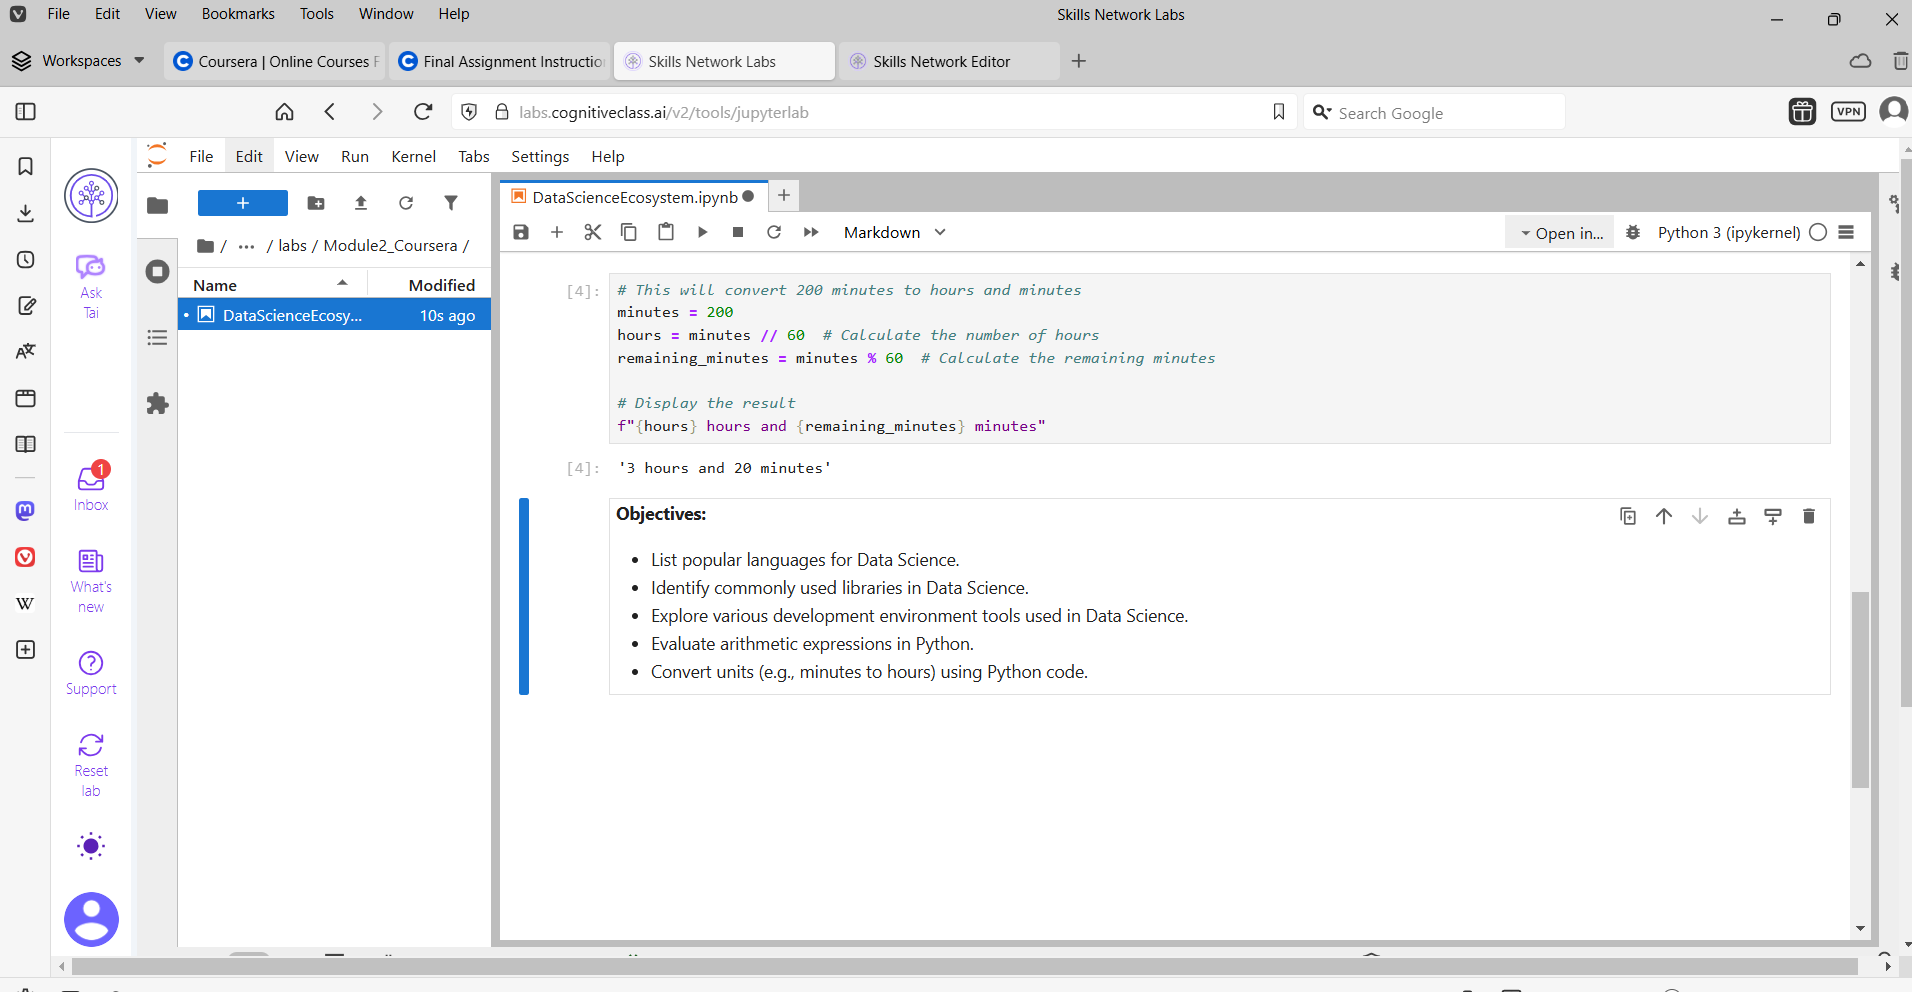 File Edit View Bookmarks Tools Window Help
Skills Network Labs
Workspaces
Coursera | Online Courses F
Final Assignment Instructio
Skills Network Labs
Skills Network Editor
labs.cognitiveclass.ai/v2/tools/jupyterlab
Search Google
VPN
File Edit View Run Kernel Tabs Settings Help
Ask
Tai
Inbox
1
What's
new
Support
Reset
lab
W
+
/ ... / labs / Module2_Coursera /
Name Modified
DataScienceEcosy... 10s ago
DataScienceEcosystem.ipynb
Markdown
Open in...
Python 3 (ipykernel)
[4]:
# This will convert 200 minutes to hours and minutes
minutes = 200
hours = minutes // 60  # Calculate the number of hours
remaining_minutes = minutes % 60  # Calculate the remaining minutes
# Display the result
f"{hours} hours and {remaining_minutes} minutes"
[4]: '3 hours and 20 minutes'
Objectives:
• List popular languages for Data Science.
• Identify commonly used libraries in Data Science.
• Explore various development environment tools used in Data Science.
• Evaluate arithmetic expressions in Python.
• Convert units (e.g., minutes to hours) using Python code.